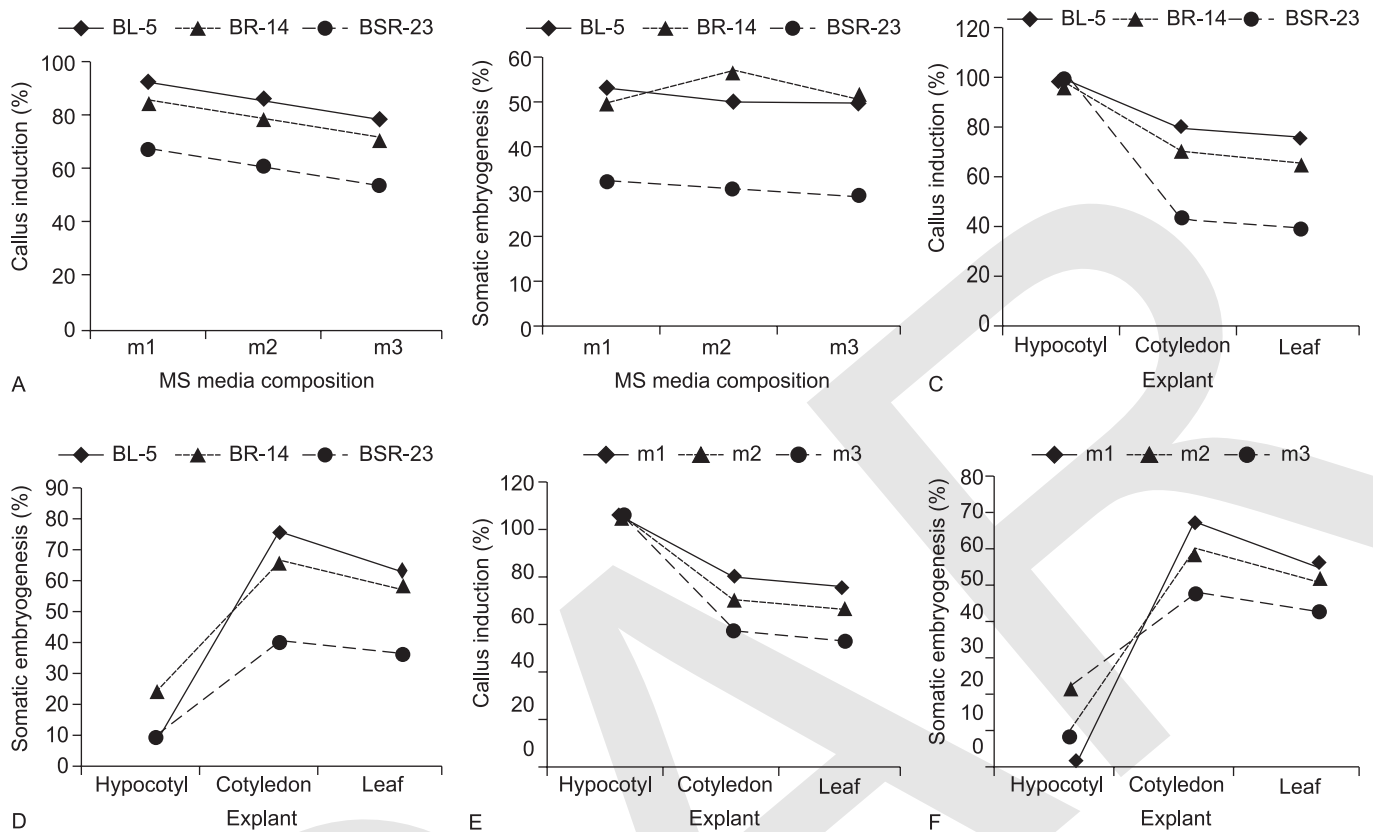 BL-5 BR-14 BSR-23
Callus induction (%)
100
80
60
40
20
0
m1 m2 m3
MS media composition
A
BL-5 BR-14 BSR-23
Somatic embryogenesis (%)
60
50
40
30
20
10
0
m1 m2 m3
MS media composition
BL-5 BR-14 BSR-23
Callus induction (%)
120
100
80
60
40
20
0
Hypocotyl Cotyledon Leaf
Explant
C
BL-5 BR-14 BSR-23
Somatic embryogenesis (%)
90
80
70
60
50
40
30
20
10
0
Hypocotyl Cotyledon Leaf
Explant
D
m1 m2 m3
Callus induction (%)
120
100
80
60
40
20
0
Hypocotyl Cotyledon Leaf
Explant
E
m1 m2 m3
Somatic embryogenesis (%)
80
70
60
50
40
30
20
10
0
Hypocotyl Cotyledon Leaf
Explant
F